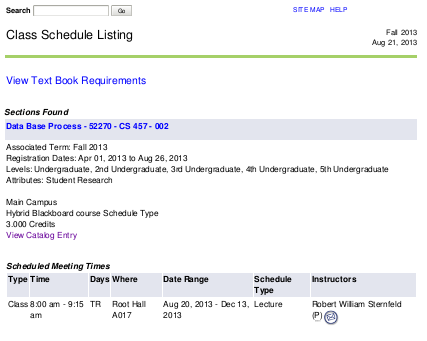 Search Go SITE MAP HELP
Class Schedule Listing
Fall 2013
Aug 21, 2013
View Text Book Requirements
Sections Found
Data Base Process - 52270 - CS 457 - 002
Associated Term: Fall 2013
Registration Dates: Apr 01, 2013 to Aug 26, 2013
Levels: Undergraduate, 2nd Undergraduate, 3rd Undergraduate, 4th Undergraduate, 5th Undergraduate
Attributes: Student Research
Main Campus
Hybrid Blackboard course Schedule Type
3.000 Credits
View Catalog Entry
Scheduled Meeting Times
Type Time Days Where Date Range Schedule Type Instructors
Class 8:00 am - 9:15 am TR Root Hall A017 Aug 20, 2013 - Dec 13, 2013 Lecture Robert William Sternfeld (P)